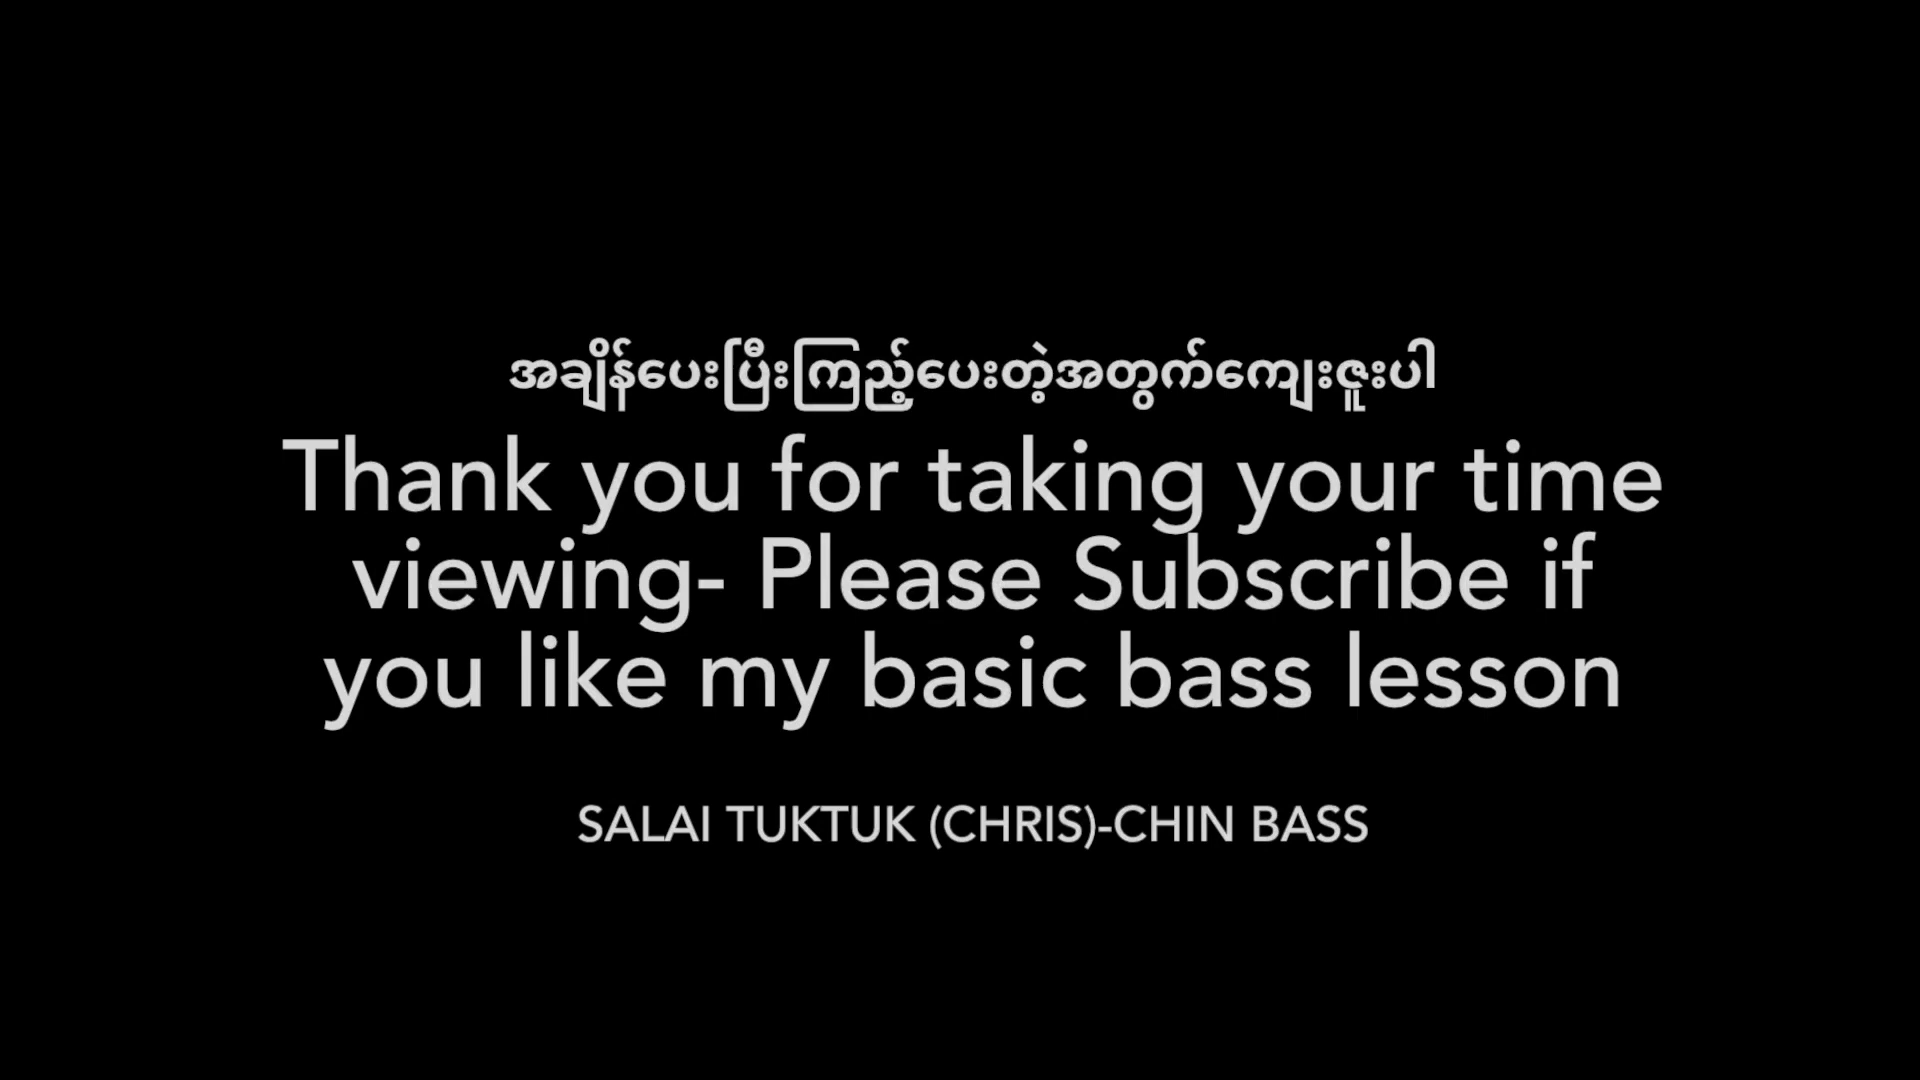 အချိန်ပေးပြီးကြည့်ပေးတဲ့အတွက်ကျေးဇူးပါ
Thank you for taking your time
viewing- Please Subscribe if
you like my basic bass lesson
SALAI TUKTUK (CHRIS)-CHIN BASS